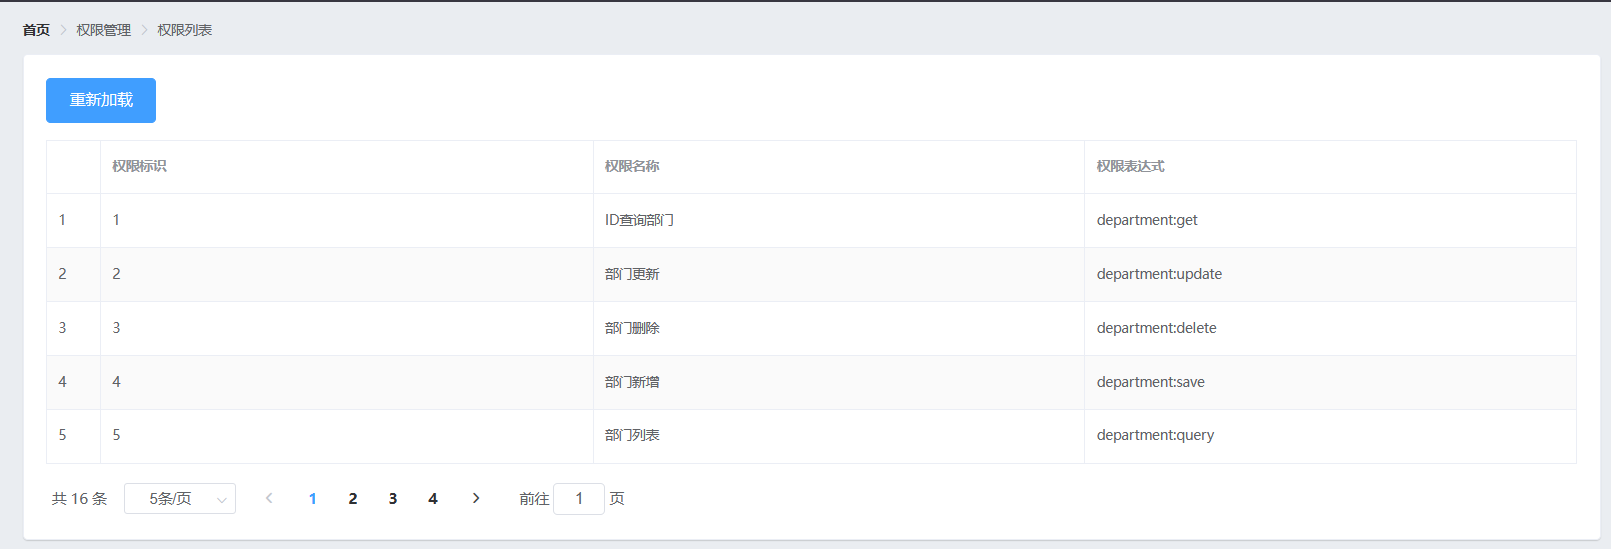 首页 > 权限管理 > 权限列表
重新加载
权限标识 权限名称 权限表达式
1 1 ID查询部门 department:get
2 2 部门更新 department:update
3 3 部门删除 department:delete
4 4 部门新增 department:save
5 5 部门列表 department:query
共 16 条 5条/页 < 1 2 3 4 > 前往 1 页